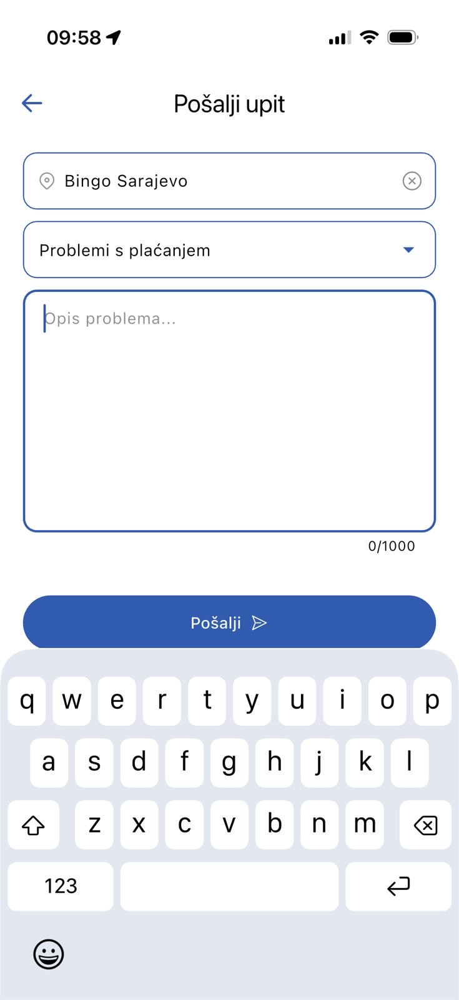 09:58
Pošalji upit
Bingo Sarajevo
Problemi s plaćanjem
Opis problema...
0/1000
Pošalji
q w e r t y u i o p
a s d f g h j k l
z x c v b n m
123